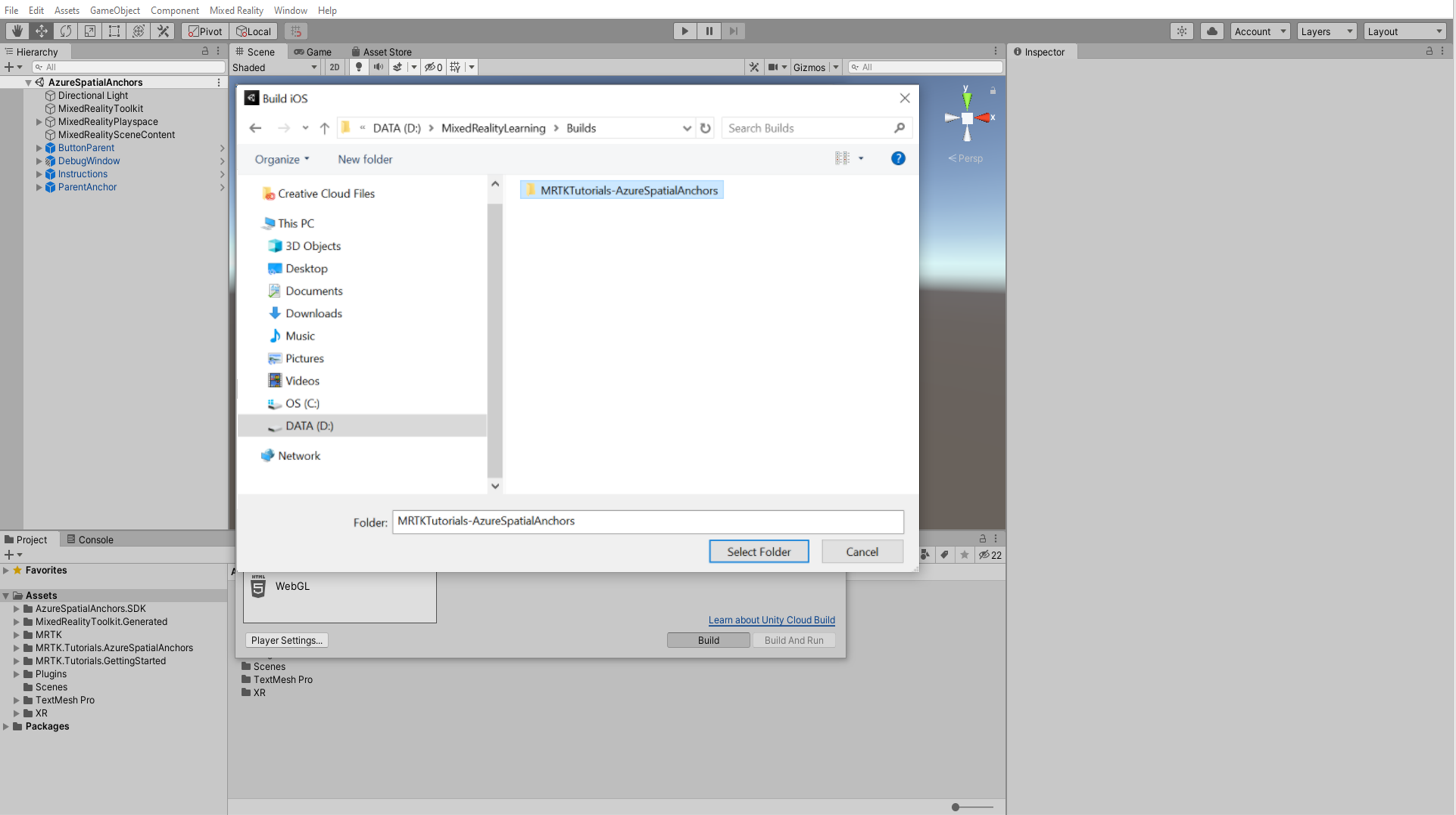 File Edit Assets GameObject Component Mixed Reality Window Help
Pivot Local Account Layers Layout
Hierarchy
Scene Game Asset Store
Inspector
All
Shaded 2D 0 Gizmos All
AzureSpatialAnchors
Directional Light
MixedRealityToolkit
MixedRealityPlayspace
MixedRealitySceneContent
ButtonParent
DebugWindow
Instructions
ParentAnchor
y
x
Persp
Build iOS
« DATA (D:) > MixedRealityLearning > Builds
Search Builds
Organize New folder
?
Creative Cloud Files
This PC
3D Objects
Desktop
Documents
Downloads
Music
Pictures
Videos
OS (C:)
DATA (D:)
Network
MRTKTutorials-AzureSpatialAnchors
Folder: MRTKTutorials-AzureSpatialAnchors
Select Folder Cancel
HTML
5
WebGL
Learn about Unity Cloud Build
Player Settings... Build Build And Run
Project Console
22
Favorites
Assets
AzureSpatialAnchors.SDK
MixedRealityToolkit.Generated
MRTK
MRTK.Tutorials.AzureSpatialAnchors
MRTK.Tutorials.GettingStarted
Plugins
Scenes
TextMesh Pro
XR
Packages
Scenes
TextMesh Pro
XR